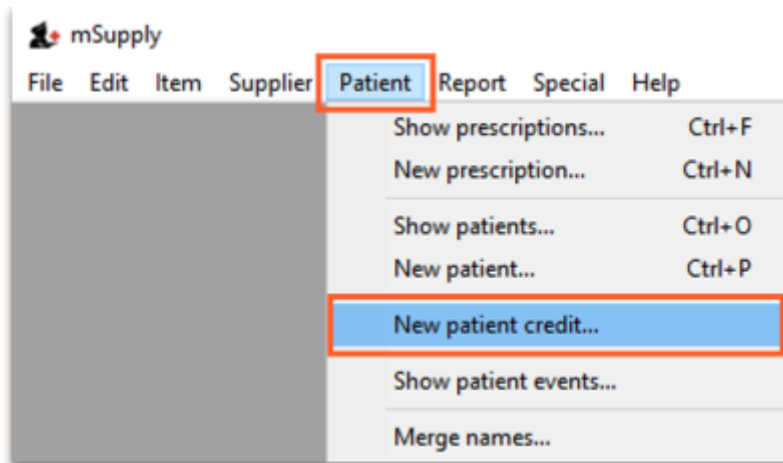 mSupply
File Edit Item Supplier Patient Report Special Help
Show prescriptions... Ctrl+F
New prescription... Ctrl+N
Show patients... Ctrl+O
New patient... Ctrl+P
New patient credit...
Show patient events...
Merge names...